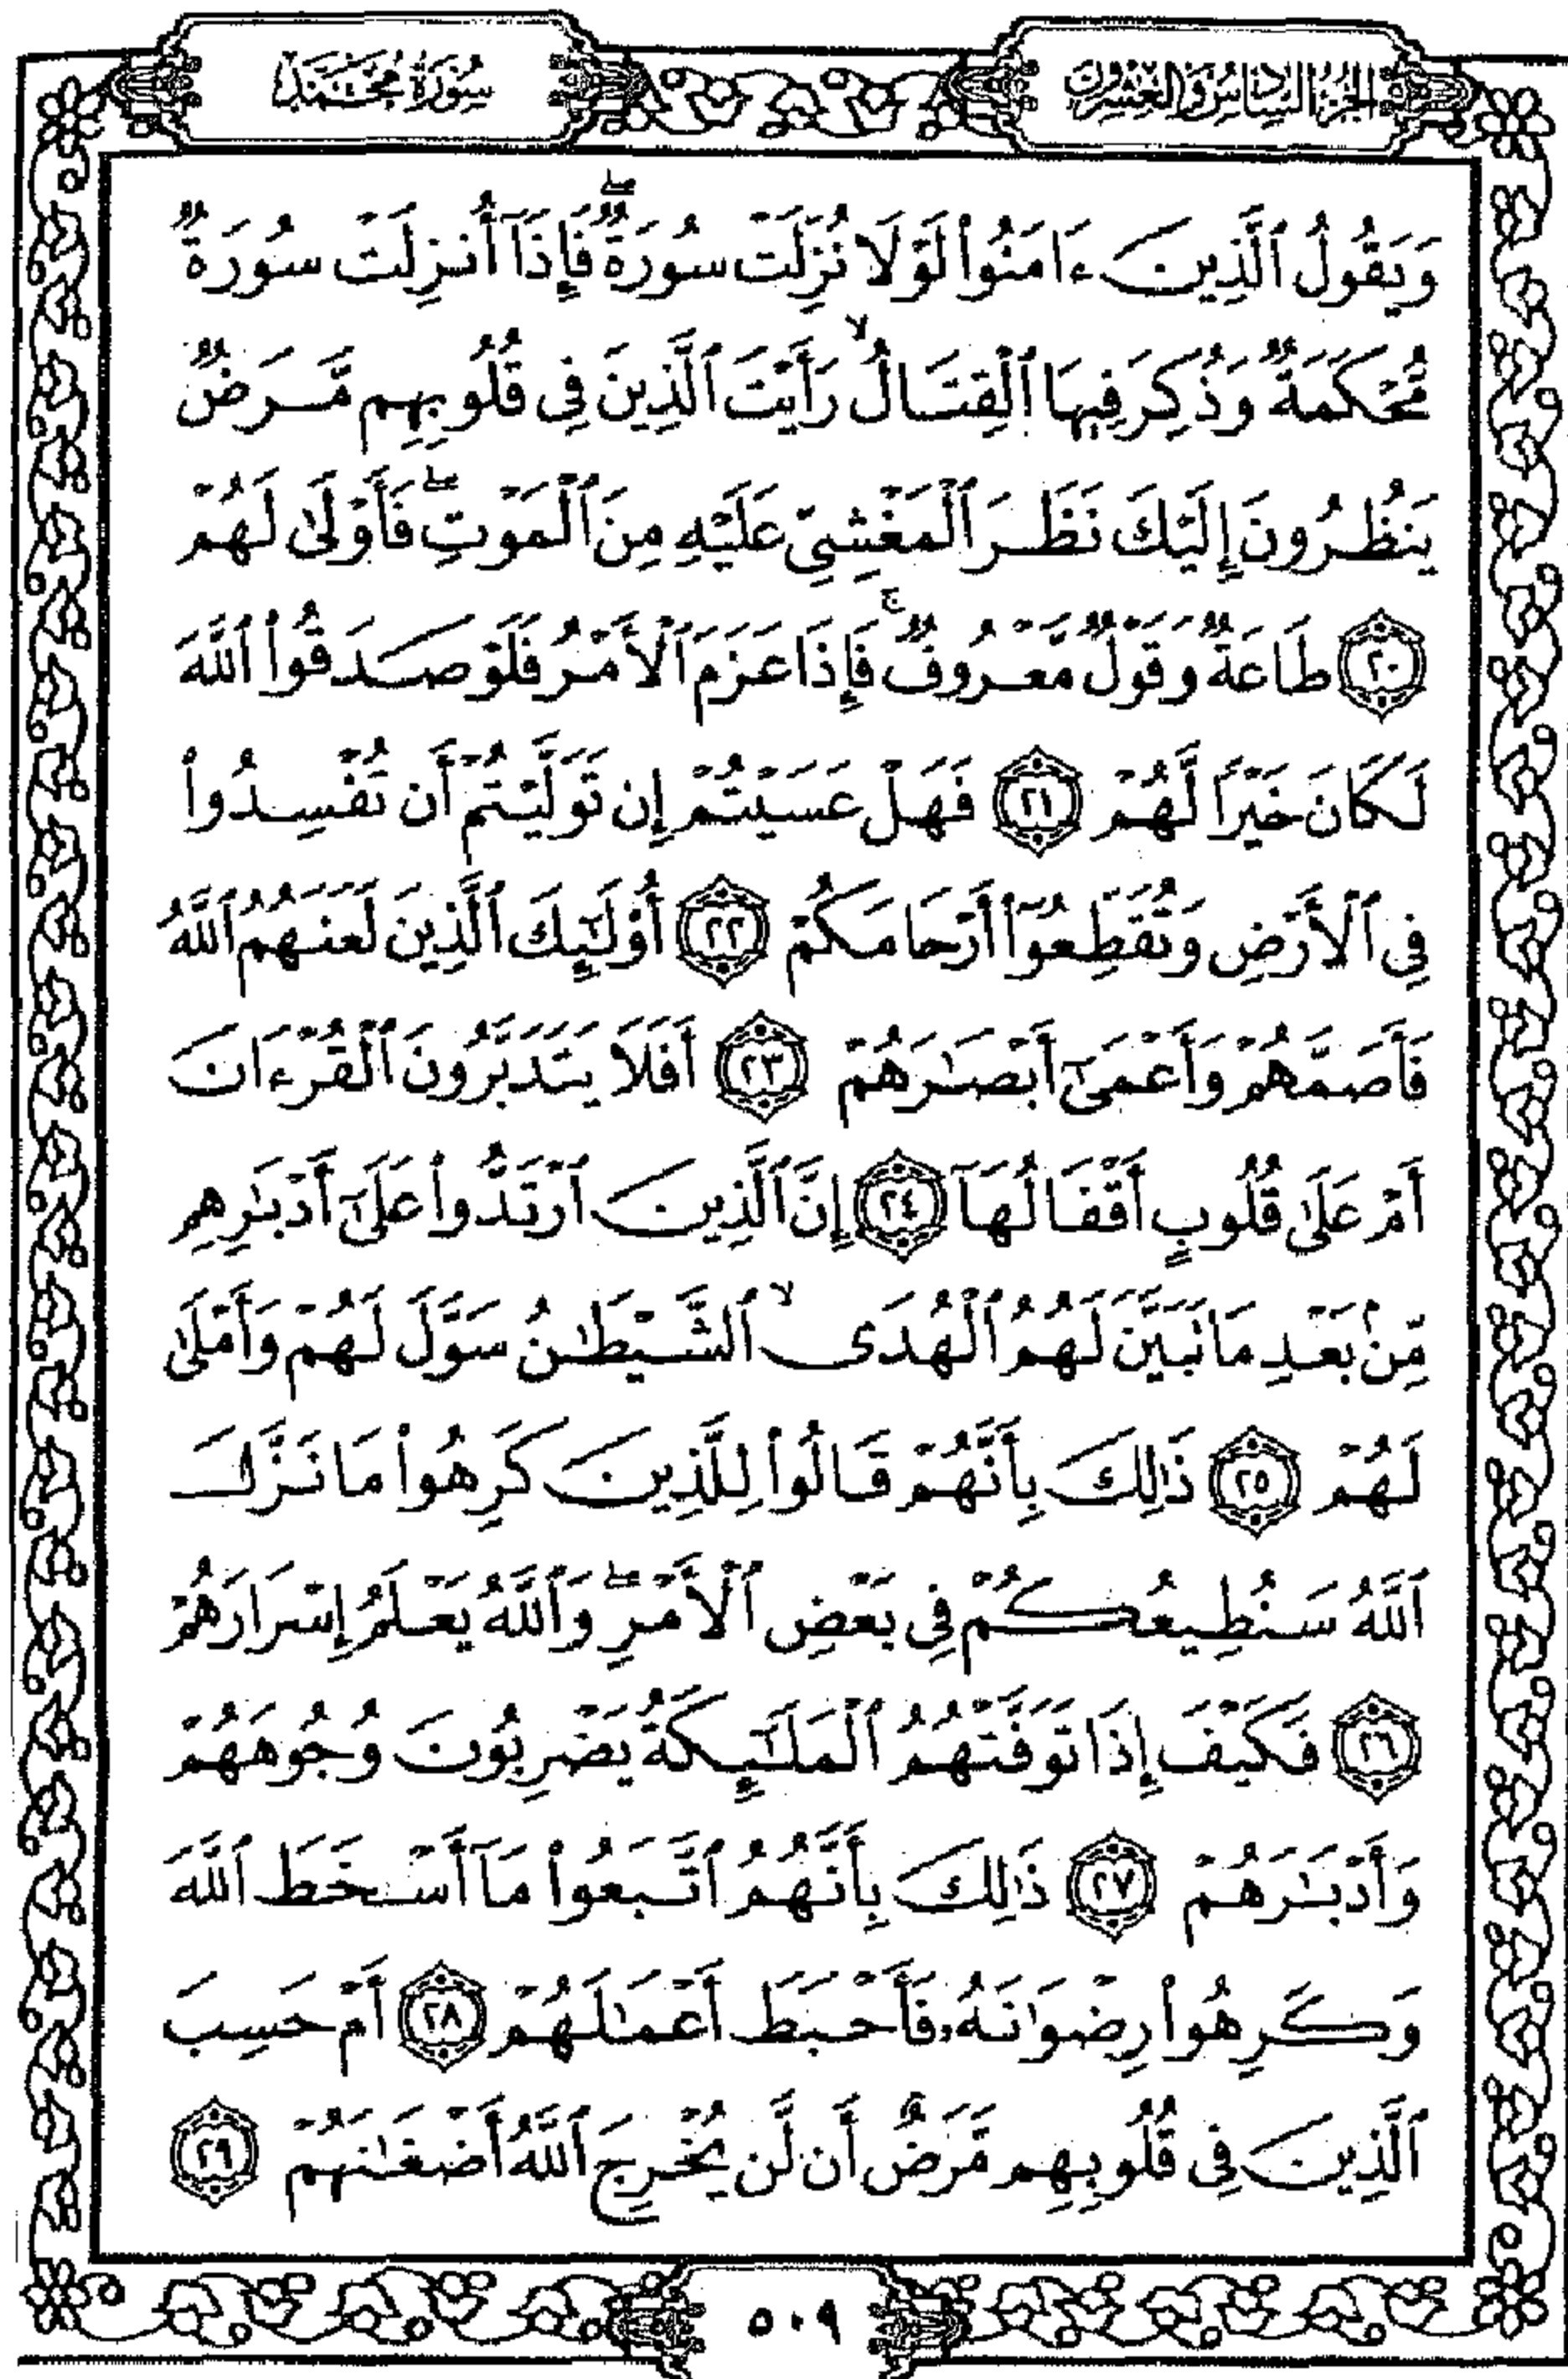 الجزء السادس والعشرون
سورة محمد
وَيَقُولُ ٱلَّذِينَ ءَامَنُوا۟ لَوْلَا نُزِّلَتْ سُورَةٌ ۖ فَإِذَآ أُنزِلَتْ سُورَةٌ
مُّحْكَمَةٌ وَذُكِرَ فِيهَا ٱلْقِتَالُ ۙ رَأَيْتَ ٱلَّذِينَ فِى قُلُوبِهِم مَّرَضٌ
يَنظُرُونَ إِلَيْكَ نَظَرَ ٱلْمَغْشِىِّ عَلَيْهِ مِنَ ٱلْمَوْتِ ۖ فَأَوْلَىٰ لَهُمْ
٢٠ طَاعَةٌ وَقَوْلٌ مَّعْرُوفٌ ۚ فَإِذَا عَزَمَ ٱلْأَمْرُ فَلَوْ صَدَقُوا۟ ٱللَّهَ
لَكَانَ خَيْرًا لَّهُمْ ٢١ فَهَلْ عَسَيْتُمْ إِن تَوَلَّيْتُمْ أَن تُفْسِدُوا۟
فِى ٱلْأَرْضِ وَتُقَطِّعُوٓا۟ أَرْحَامَكُمْ ٢٢ أُو۟لَـٰٓئِكَ ٱلَّذِينَ لَعَنَهُمُ ٱللَّهُ
فَأَصَمَّهُمْ وَأَعْمَىٰٓ أَبْصَـٰرَهُمْ ٢٣ أَفَلَا يَتَدَبَّرُونَ ٱلْقُرْءَانَ
أَمْ عَلَىٰ قُلُوبٍ أَقْفَالُهَآ ٢٤ إِنَّ ٱلَّذِينَ ٱرْتَدُّوا۟ عَلَىٰٓ أَدْبَـٰرِهِم
مِّنۢ بَعْدِ مَا تَبَيَّنَ لَهُمُ ٱلْهُدَى ۙ ٱلشَّيْطَـٰنُ سَوَّلَ لَهُمْ وَأَمْلَىٰ
لَهُمْ ٢٥ ذَٰلِكَ بِأَنَّهُمْ قَالُوا۟ لِلَّذِينَ كَرِهُوا۟ مَا نَزَّلَ
ٱللَّهُ سَنُطِيعُكُمْ فِى بَعْضِ ٱلْأَمْرِ ۖ وَٱللَّهُ يَعْلَمُ إِسْرَارَهُمْ
٢٦ فَكَيْفَ إِذَا تَوَفَّتْهُمُ ٱلْمَلَـٰٓئِكَةُ يَضْرِبُونَ وُجُوهَهُمْ
وَأَدْبَـٰرَهُمْ ٢٧ ذَٰلِكَ بِأَنَّهُمُ ٱتَّبَعُوا۟ مَآ أَسْخَطَ ٱللَّهَ
وَكَرِهُوا۟ رِضْوَٰنَهُۥ فَأَحْبَطَ أَعْمَـٰلَهُمْ ٢٨ أَمْ حَسِبَ
ٱلَّذِينَ فِى قُلُوبِهِم مَّرَضٌ أَن لَّن يُخْرِجَ ٱللَّهُ أَضْغَـٰنَهُمْ ٢٩
٥٠٩